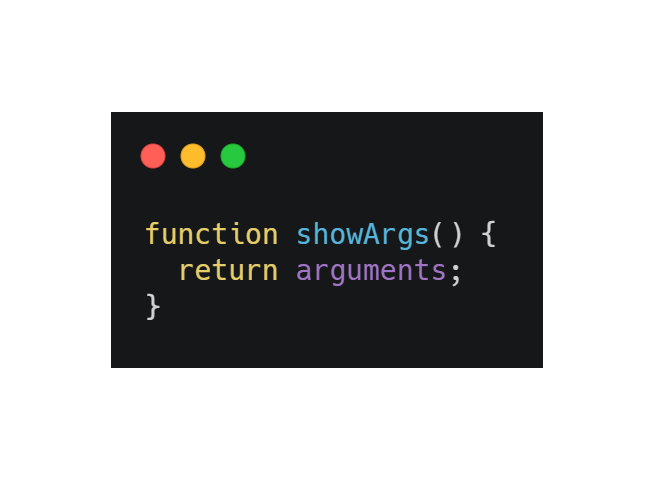 function showArgs() {
  return arguments;
}